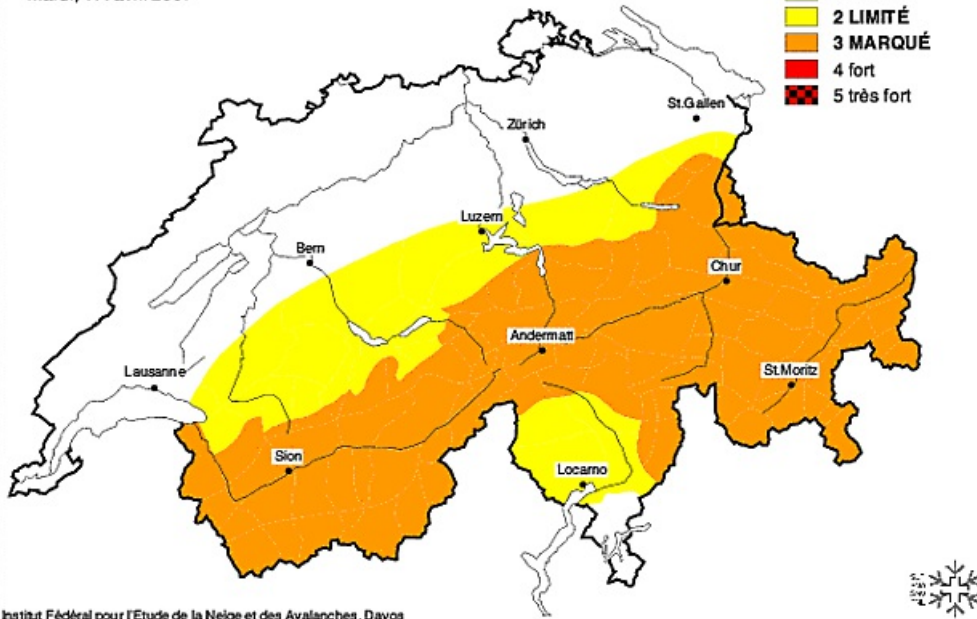 2 LIMITÉ
3 MARQUÉ
4 fort
5 très fort
St.Gallen
Zürich
Luzern
Bern
Chur
Andermatt
Lausanne
St.Moritz
Sion
Locarno
Institut Fédéral pour l'Etude de la Neige et des Avalanches, Davos